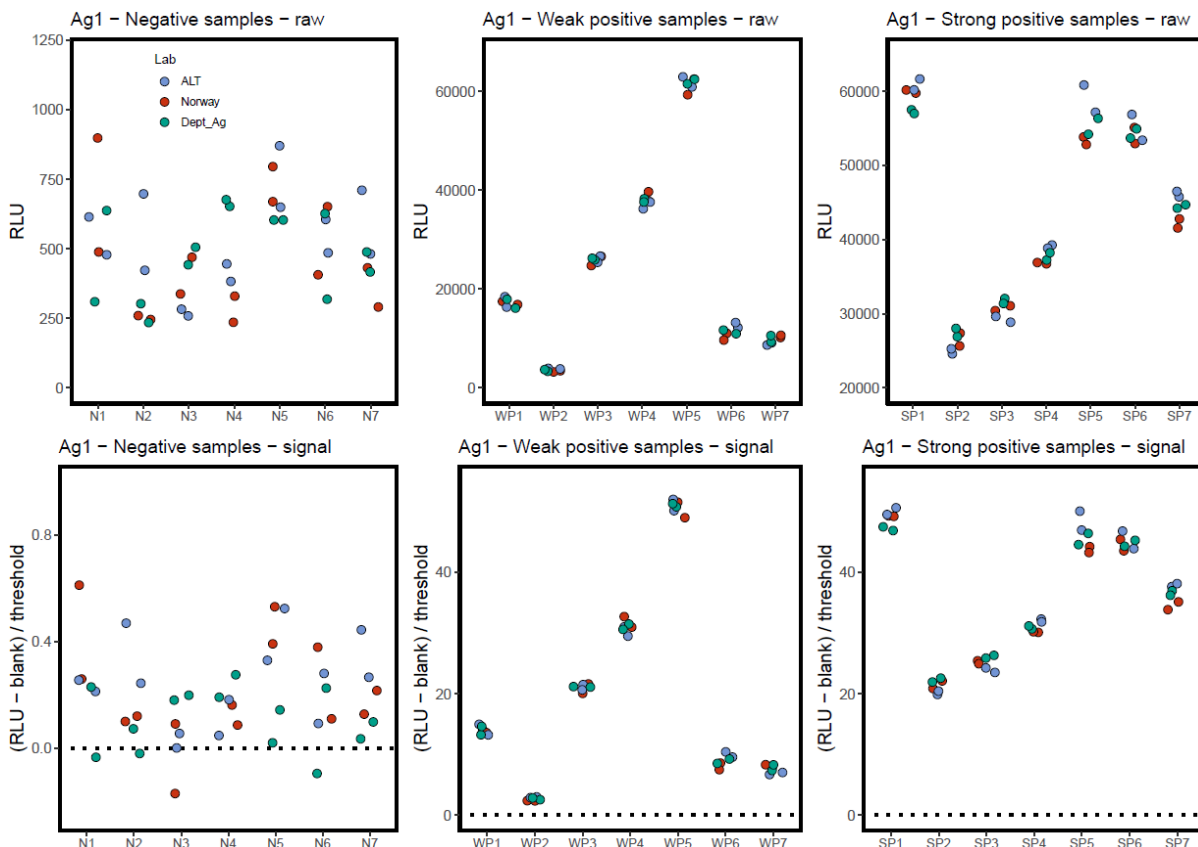 Ag1 − Negative samples − raw
1250
1000
750
500
250
0
RLU
Lab
ALT
Norway
Dept_Ag
N1 N2 N3 N4 N5 N6 N7
Ag1 − Weak positive samples − raw
60000
40000
20000
0
RLU
WP1 WP2 WP3 WP4 WP5 WP6 WP7
Ag1 − Strong positive samples − raw
60000
50000
40000
30000
20000
RLU
SP1 SP2 SP3 SP4 SP5 SP6 SP7
Ag1 − Negative samples − signal
0.8
0.4
0.0
(RLU − blank) / threshold
N1 N2 N3 N4 N5 N6 N7
Ag1 − Weak positive samples − signal
40
20
0
(RLU − blank) / threshold
WP1 WP2 WP3 WP4 WP5 WP6 WP7
Ag1 − Strong positive samples − signal
40
20
0
(RLU − blank) / threshold
SP1 SP2 SP3 SP4 SP5 SP6 SP7